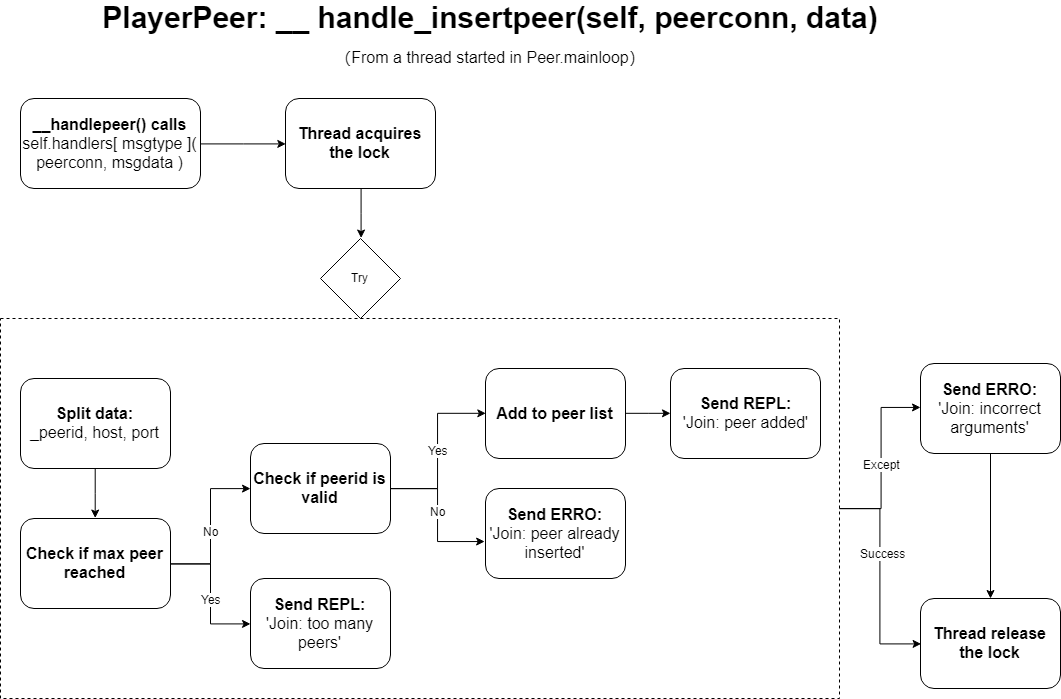 PlayerPeer: __ handle_insertpeer(self, peerconn, data)
(From a thread started in Peer.mainloop)
__handlepeer() calls
self.handlers[ msgtype ](
peerconn, msgdata )
Thread acquires
the lock
Try
Split data:
_peerid, host, port
Check if max peer
reached
No
Yes
Check if peerid is
valid
Send REPL:
'Join: too many
peers'
Yes
No
Add to peer list
Send REPL:
'Join: peer added'
Send ERRO:
'Join: peer already
inserted'
Except
Success
Send ERRO:
'Join: incorrect
arguments'
Thread release
the lock